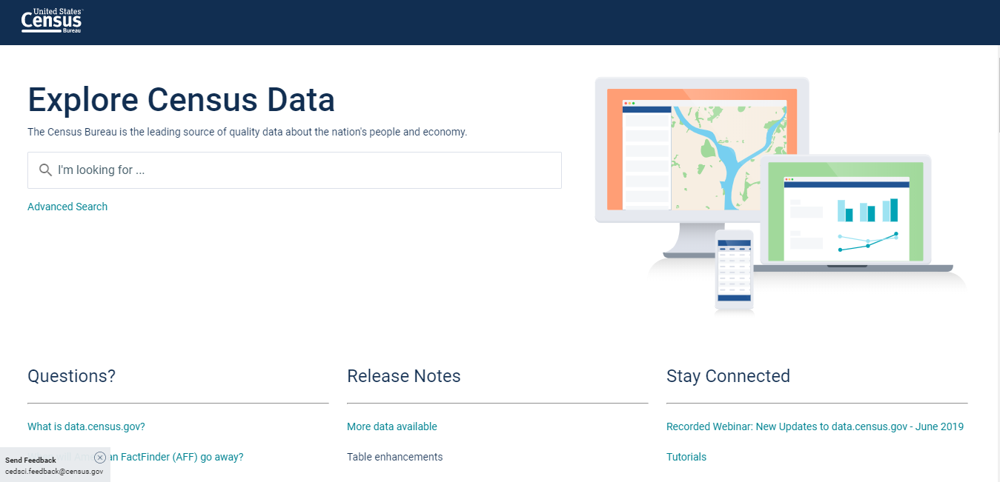 United States
Census
Bureau
Explore Census Data
The Census Bureau is the leading source of quality data about the nation's people and economy.
I'm looking for ...
Advanced Search
Questions?
What is data.census.gov?
an FactFinder (AFF) go away?
Release Notes
More data available
Table enhancements
Stay Connected
Recorded Webinar: New Updates to data.census.gov - June 2019
Tutorials
Send Feedback
cedsci.feedback@census.gov